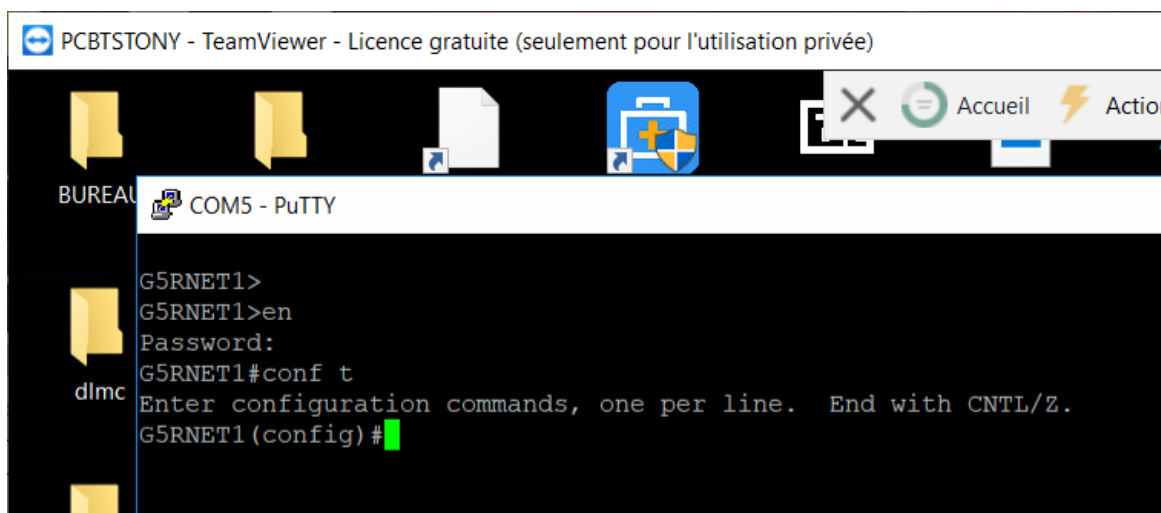 PCBTSTONY - TeamViewer - Licence gratuite (seulement pour l'utilisation privée)
Accueil
BUREAU
COM5 - PuTTY
G5RNET1>
G5RNET1>en
Password:
G5RNET1#conf t
dlmc
Enter configuration commands, one per line.  End with CNTL/Z.
G5RNET1(config)#